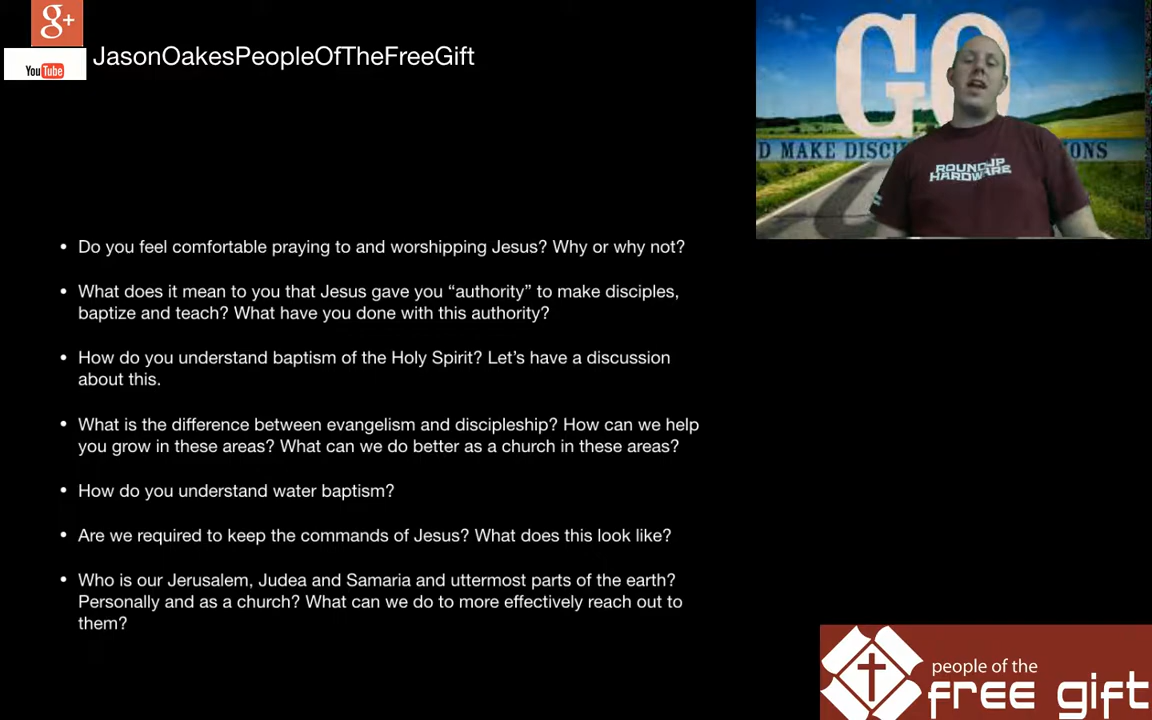 g+
YouTube
JasonOakesPeopleOfTheFreeGift
GO
D MAKE DISCI
IONS
ROUNDUP
HARDWARE
• Do you feel comfortable praying to and worshipping Jesus? Why or why not?
• What does it mean to you that Jesus gave you “authority” to make disciples,
baptize and teach? What have you done with this authority?
• How do you understand baptism of the Holy Spirit? Let’s have a discussion
about this.
• What is the difference between evangelism and discipleship? How can we help
you grow in these areas? What can we do better as a church in these areas?
• How do you understand water baptism?
• Are we required to keep the commands of Jesus? What does this look like?
• Who is our Jerusalem, Judea and Samaria and uttermost parts of the earth?
Personally and as a church? What can we do to more effectively reach out to
them?
people of the
free gift